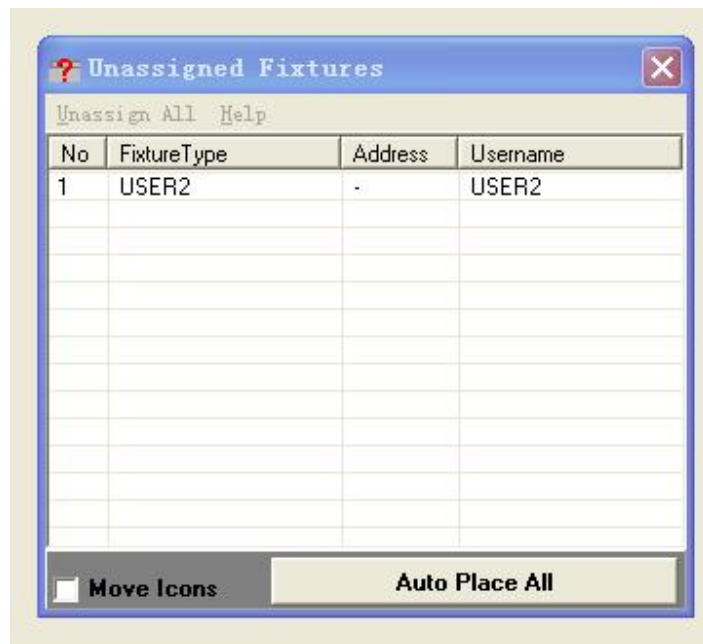 Unassigned Fixtures
Unassign All Help
No FixtureType Address Username
1 USER2 - USER2
Move Icons Auto Place All